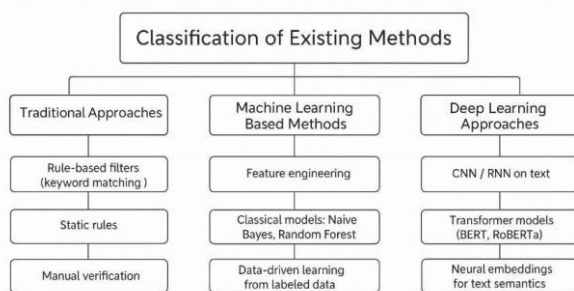 Classification of Existing Methods
Traditional Approaches
Rule-based filters
(keyword matching )
Static rules
Manual verification
Machine Learning
Based Methods
Feature engineering
Classical models: Naive
Bayes, Random Forest
Data-driven learning
from labeled data
Deep Learning
Approaches
CNN / RNN on text
Transformer models
(BERT, RoBERTa)
Neural embeddings
for text semantics